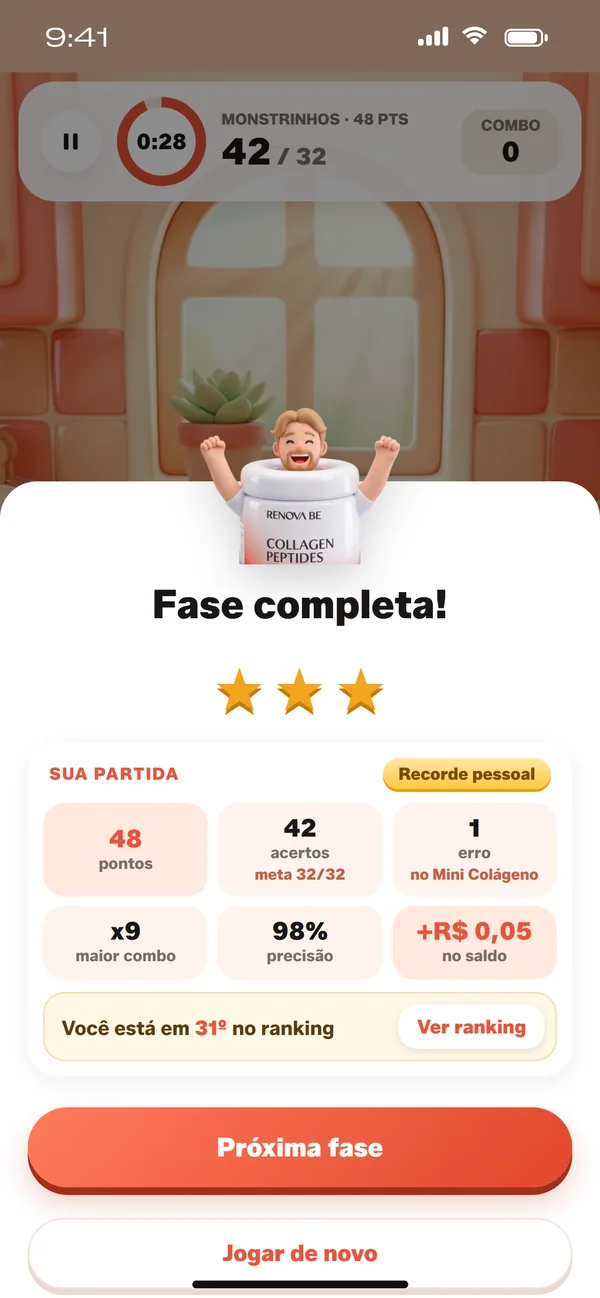 9:41
0:28
MONSTRINHOS · 48 PTS
42 / 32
COMBO
0
RENOVA BE
COLLAGEN
PEPTIDES
Fase completa!
SUA PARTIDA
Recorde pessoal
48
pontos
42
acertos
meta 32/32
1
erro
no Mini Colágeno
x9
maior combo
98%
precisão
+R$ 0,05
no saldo
Você está em 31º no ranking
Ver ranking
Próxima fase
Jogar de novo